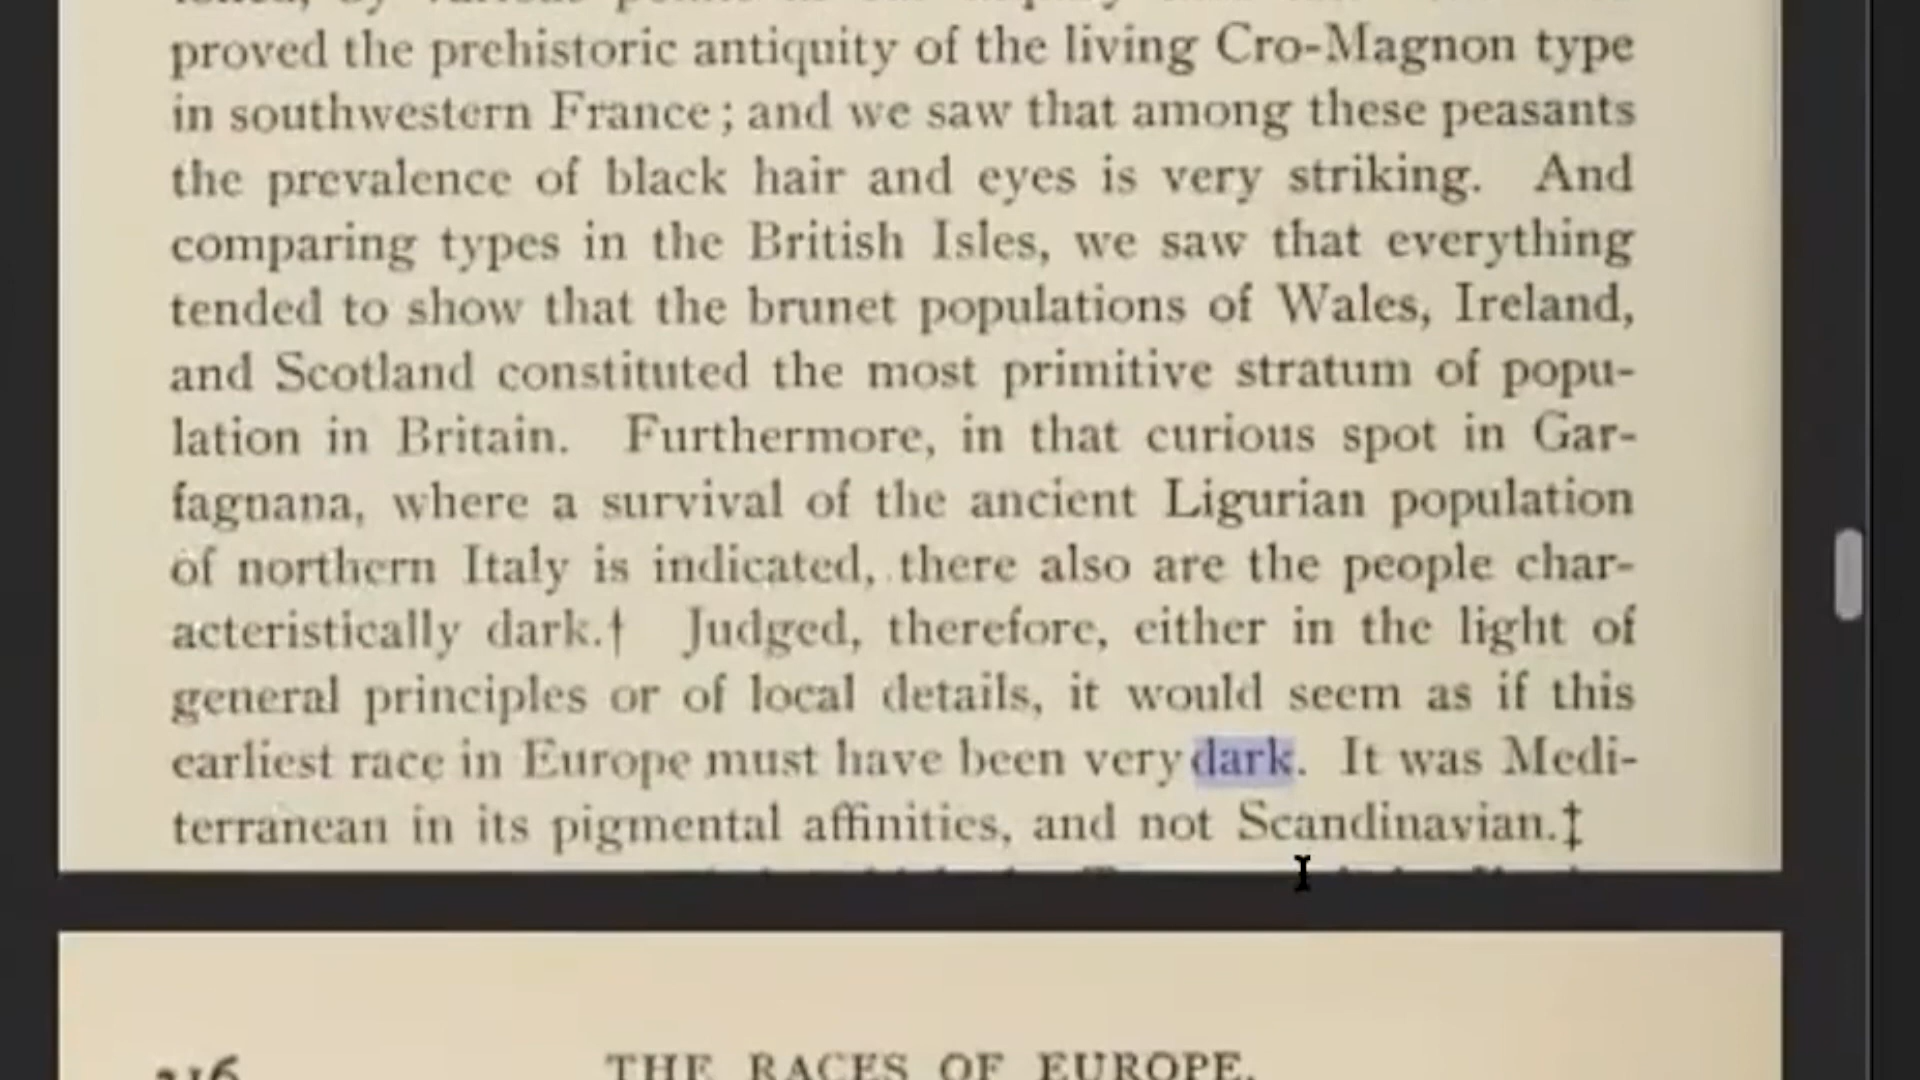 proved the prehistoric antiquity of the living Cro-Magnon type
in southwestern France; and we saw that among these peasants
the prevalence of black hair and eyes is very striking. And
comparing types in the British Isles, we saw that everything
tended to show that the brunet populations of Wales, Ireland,
and Scotland constituted the most primitive stratum of popu-
lation in Britain. Furthermore, in that curious spot in Gar-
fagnana, where a survival of the ancient Ligurian population
of northern Italy is indicated, there also are the people char-
acteristically dark.† Judged, therefore, either in the light of
general principles or of local details, it would seem as if this
earliest race in Europe must have been very dark. It was Medi-
terranean in its pigmental affinities, and not Scandinavian.‡
THE RACES OF EUROPE.